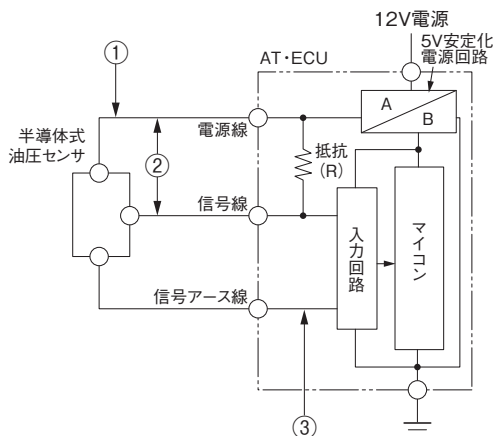 12V電源
①
AT・ECU
5V安定化
電源回路
A
B
半導体式
油圧センサ
電源線
②
抵抗
(R)
信号線
入力回路
マイコン
信号アース線
③